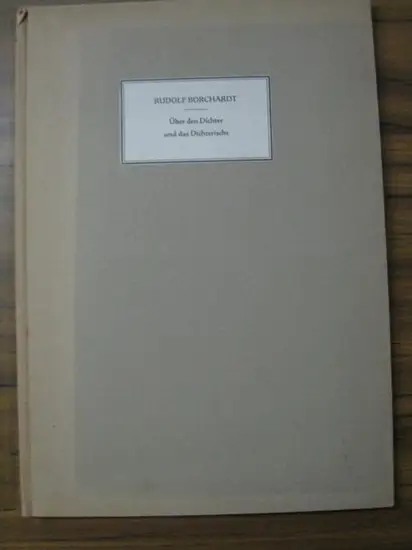 RUDOLF BORCHARDT
Über den Dichter
und das Dichterische